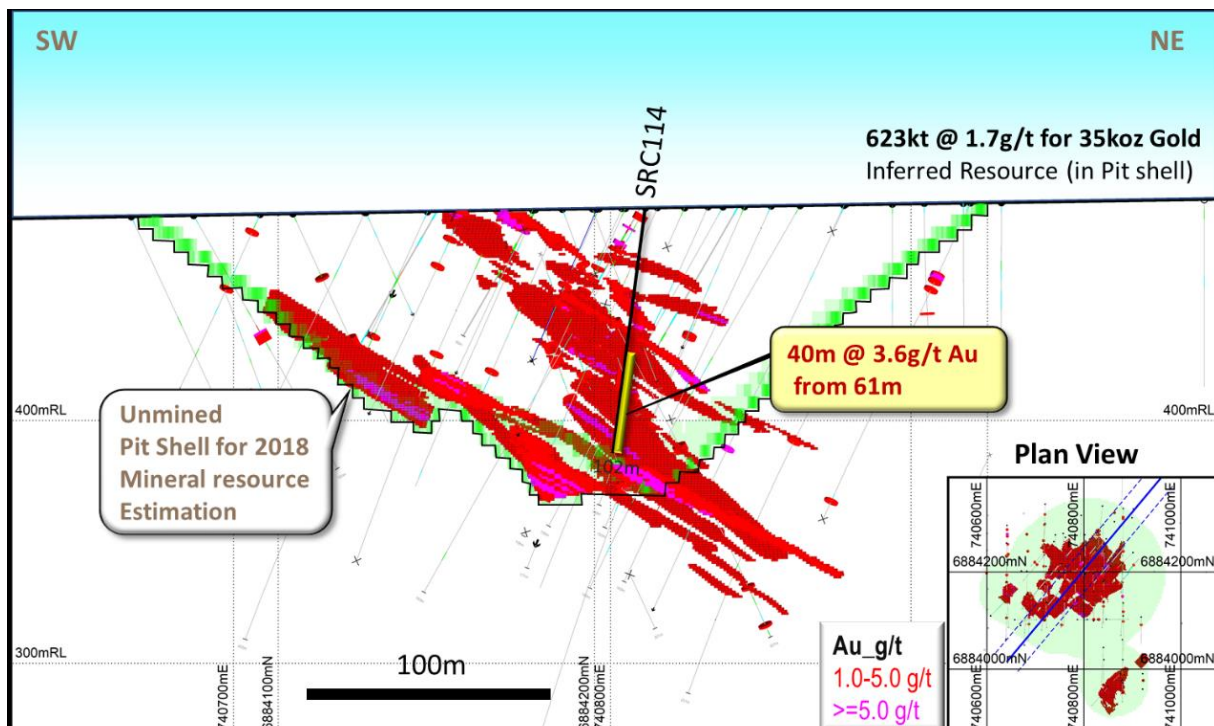 SW
NE
SRC114
623kt @ 1.7g/t for 35koz Gold
Inferred Resource (in Pit shell)
40m @ 3.6g/t Au
from 61m
Unmined
Pit Shell for 2018
Mineral resource
Estimation
400mRL
400mRL
102m
300mRL
740700mE
6884100mN
6884200mN
740800mE
100m
Au_g/t
1.0-5.0 g/t
>=5.0 g/t
Plan View
740600mE
740800mE
741000mE
6884200mN
6884200mN
6884000mN
6884000mN
740600mE
740800mE
741000mE